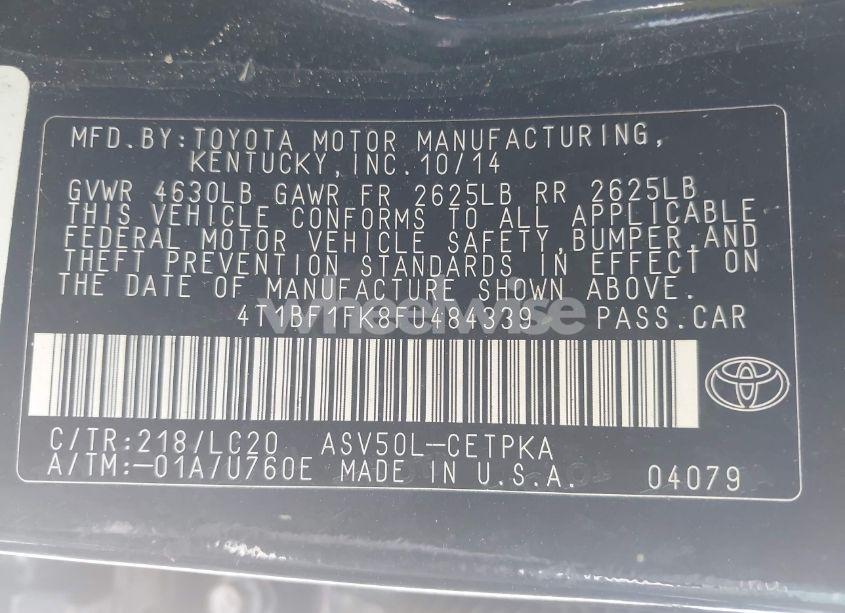 MFD.BY:TOYOTA MOTOR MANUFACTURING,
KENTUCKY,INC.10/14
GVWR 4630LB GAWR FR 2625LB RR 2625LB
THIS VEHICLE CONFORMS TO ALL APPLICABLE
FEDERAL MOTOR VEHICLE SAFETY,BUMPER,AND
THEFT PREVENTION STANDARDS IN EFFECT ON
THE DATE OF MANUFACTURE SHOWN ABOVE.
wheelwise
4T1BF1FK8FU484339 PASS.CAR
C/TR:218/LC20 ASV50L-CETPKA
A/TM:-01A/U760E MADE IN U.S.A. 04079